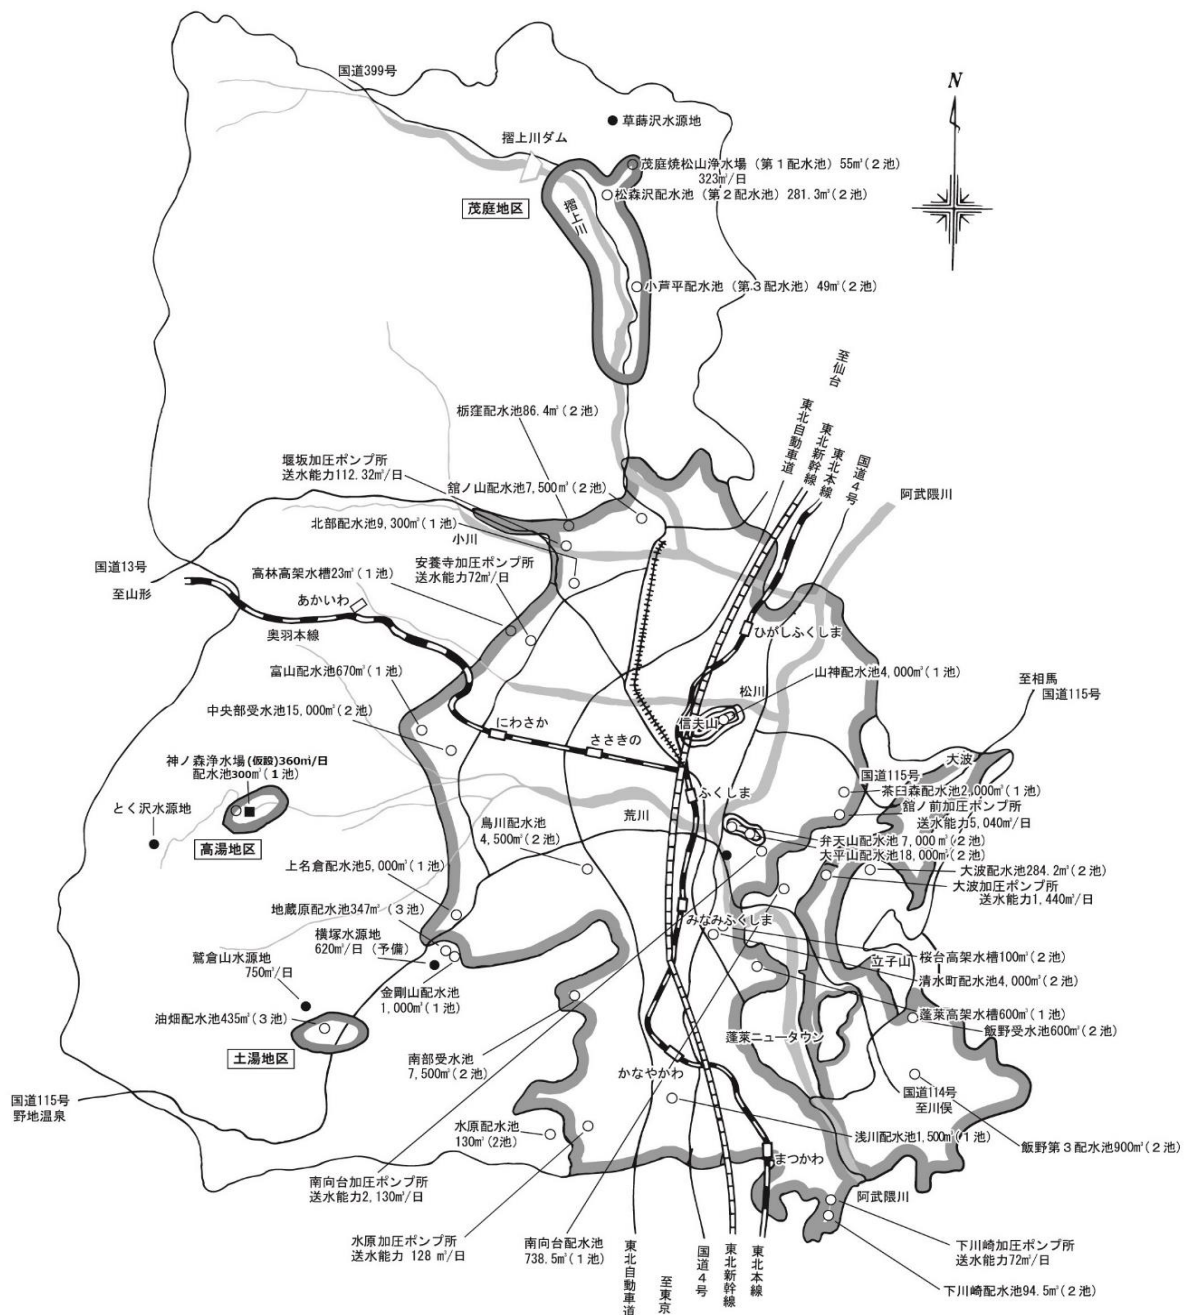 国道399号
N
草蒔沢水源地
摺上川ダム
茂庭焼松山浄水場（第１配水池）55㎥(２池)
323㎥/日
松森沢配水池（第２配水池）281.3㎥(２池)
茂庭地区
摺上川
小芦平配水池（第３配水池）49㎥(２池)
至仙台
東北自動車道
東北新幹線
東北本線
国道４号
栃窪配水池86.4㎥(２池)
堰坂加圧ポンプ所
送水能力112.32㎥/日
舘ノ山配水池7,500㎥(２池)
阿武隈川
北部配水池9,300㎥(１池)
小川
安養寺加圧ポンプ所
送水能力72㎥/日
国道13号
至山形
高林高架水槽23㎥(１池)
あかいわ
奥羽本線
ひがしふくしま
富山配水池670㎥(１池)
山神配水池4,000㎥(１池)
至相馬
国道115号
松川
中央部受水池15,000㎥(２池)
にわさか
信夫山
ささきの
大波
神ノ森浄水場(仮設)360㎥/日
配水池300㎥(１池)
国道115号
茶臼森配水池2,000㎥(１池)
ふくしま
とく沢水源地
舘ノ前加圧ポンプ所
送水能力5,040㎥/日
荒川
鳥川配水池
4,500㎥(２池)
高湯地区
弁天山配水池 7,000㎥(２池)
大平山配水池18,000㎥(２池)
上名倉配水池5,000㎥(１池)
大波配水池284.2㎥(２池)
大波加圧ポンプ所
送水能力1,440㎥/日
地蔵原配水池347㎥(３池)
みなみふくしま
横塚水源地
620㎥/日（予備）
鷲倉山水源地
750㎥/日
桜台高架水槽100㎥(２池)
立子山
清水町配水池4,000㎥(２池)
金剛山配水池
1,000㎥(１池)
油畑配水池435㎥(３池)
蓬莱高架水槽600㎥(１池)
飯野受水池600㎥(２池)
蓬莱ニュータウン
土湯地区
南部受水池
7,500㎥(２池)
かなやかわ
国道114号
至川俣
国道115号
野地温泉
水原配水池
130㎥(2池)
浅川配水池1,500㎥(１池)
飯野第３配水池900㎥(２池)
まつかわ
南向台加圧ポンプ所
送水能力2,130㎥/日
阿武隈川
水原加圧ポンプ所
送水能力 128 ㎥/日
南向台配水池
738.5㎥(１池)
東北自動車道
至東京
国道４号
東北新幹線
東北本線
下川崎加圧ポンプ所
送水能力72㎥/日
下川崎配水池94.5㎥(２池)